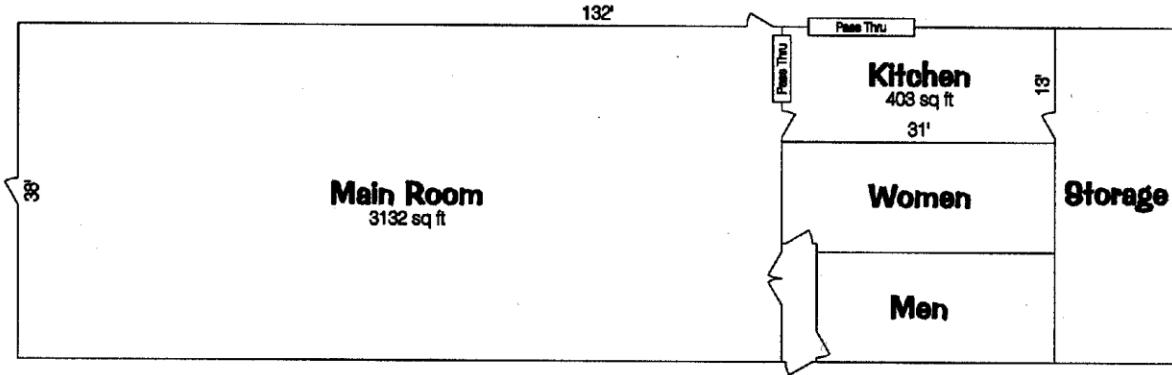 132'
Pass Thru
Pass Thru
Kitchen
403 sq ft
13'
31'
38'
Main Room
3132 sq ft
Women
Storage
Men